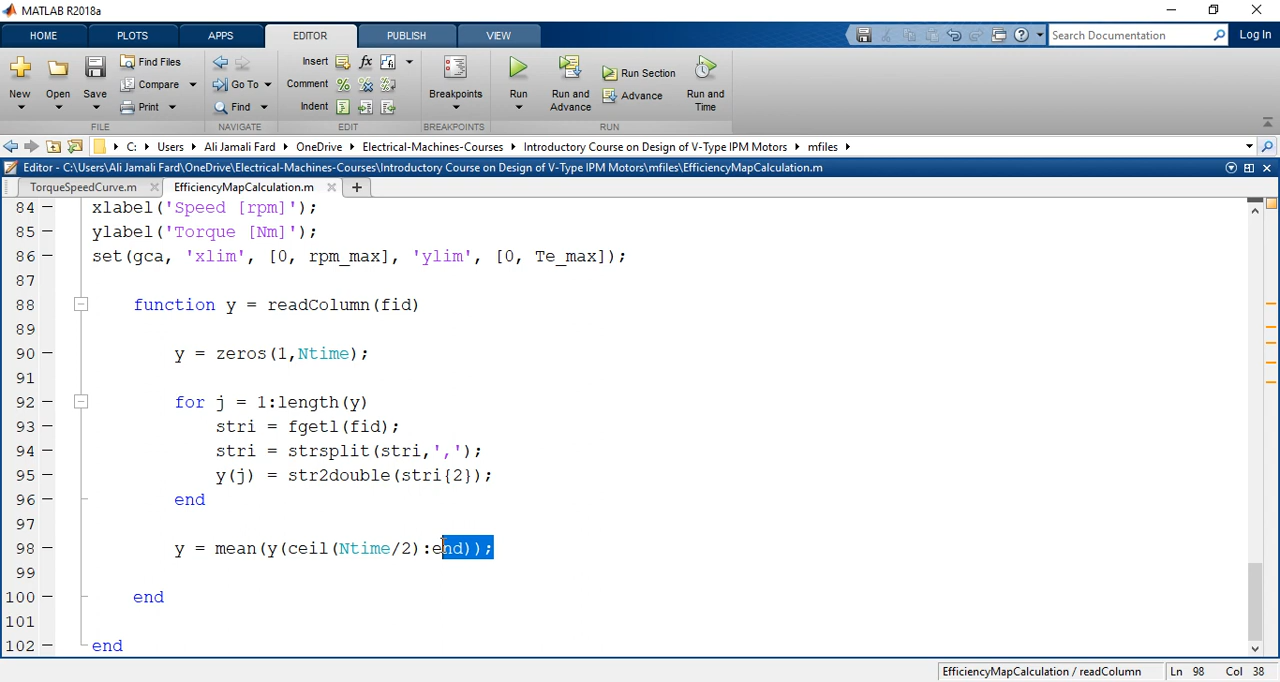 MATLAB R2018a
HOME PLOTS APPS EDITOR PUBLISH VIEW Search Documentation Log In
New Open Save Find Files Compare Print Go To Find Insert fx Comment Indent Breakpoints Run Run and Advance Run Section Advance Run and Time
FILE NAVIGATE EDIT BREAKPOINTS RUN
C: Users Ali Jamali Fard OneDrive Electrical-Machines-Courses Introductory Course on Design of V-Type IPM Motors mfiles
Editor - C:\Users\Ali Jamali Fard\OneDrive\Electrical-Machines-Courses\Introductory Course on Design of V-Type IPM Motors\mfiles\EfficiencyMapCalculation.m
TorqueSpeedCurve.m EfficiencyMapCalculation.m
84 xlabel('Speed [rpm]');
85 ylabel('Torque [Nm]');
86 set(gca, 'xlim', [0, rpm_max], 'ylim', [0, Te_max]);
87
88 function y = readColumn(fid)
89
90 y = zeros(1,Ntime);
91
92 for j = 1:length(y)
93 stri = fgetl(fid);
94 stri = strsplit(stri,',');
95 y(j) = str2double(stri{2});
96 end
97
98 y = mean(y(ceil(Ntime/2):end));
99
100 end
101
102 end
EfficiencyMapCalculation / readColumn Ln 98 Col 38